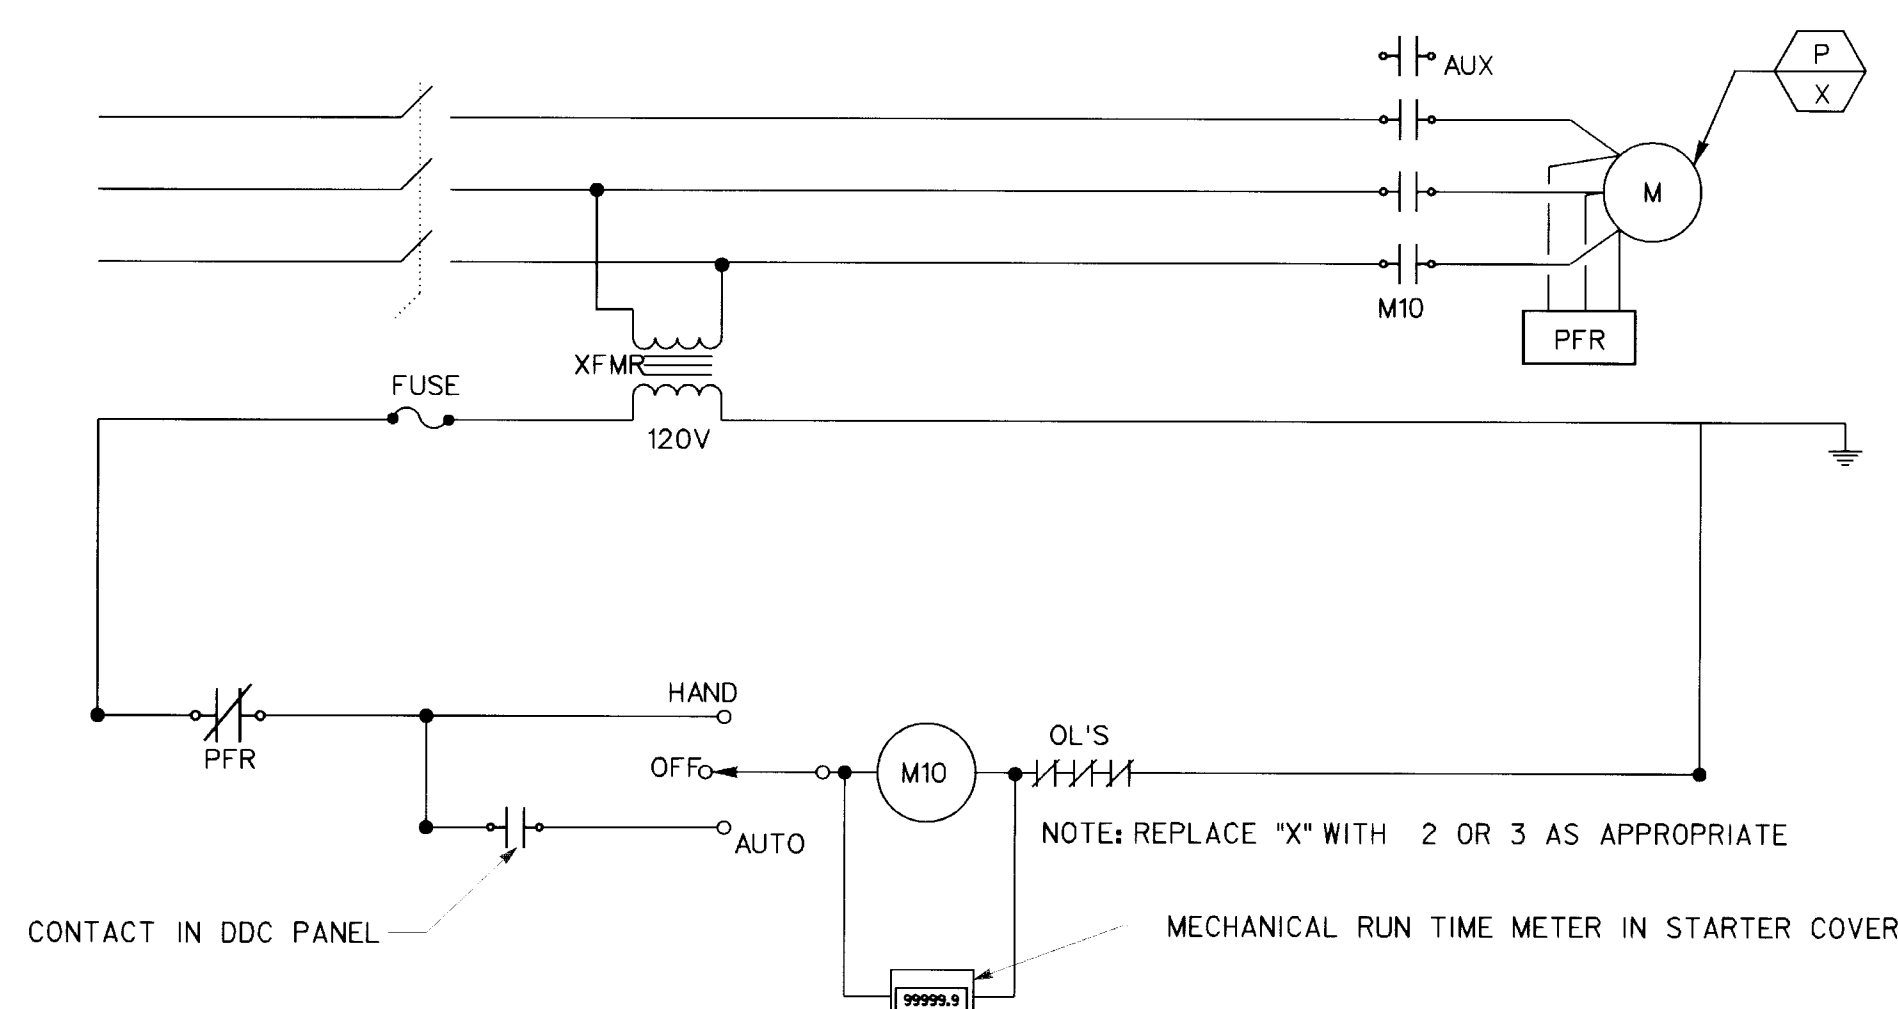 AUX
P
X
M
M10
PFR
XFMR
FUSE
120V
HAND
PFR
OL'S
OFF
M10
AUTO
NOTE: REPLACE "X" WITH 2 OR 3 AS APPROPRIATE
CONTACT IN DDC PANEL
MECHANICAL RUN TIME METER IN STARTER COVER
99999.9